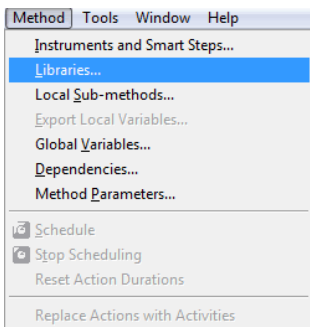 Method Tools Window Help
Instruments and Smart Steps...
Libraries...
Local Sub-methods...
Export Local Variables...
Global Variables...
Dependencies...
Method Parameters...
Schedule
Stop Scheduling
Reset Action Durations
Replace Actions with Activities